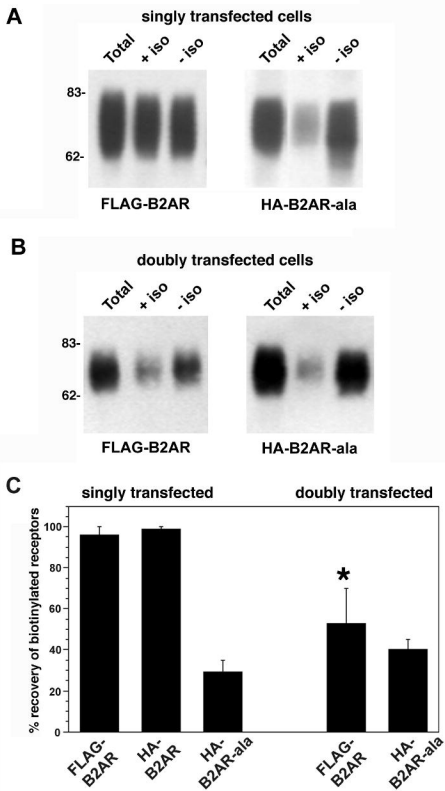 A
singly transfected cells
Total + iso - iso
Total + iso - iso
83-
62-
FLAG-B2AR
HA-B2AR-ala
B
doubly transfected cells
Total + iso - iso
Total + iso - iso
83-
62-
FLAG-B2AR
HA-B2AR-ala
C
singly transfected
doubly transfected
% recovery of biotinylated receptors
100
80
60
40
20
0
*
FLAG-
B2AR
HA-
B2AR
HA-
B2AR-ala
FLAG-
B2AR
HA-
B2AR-ala